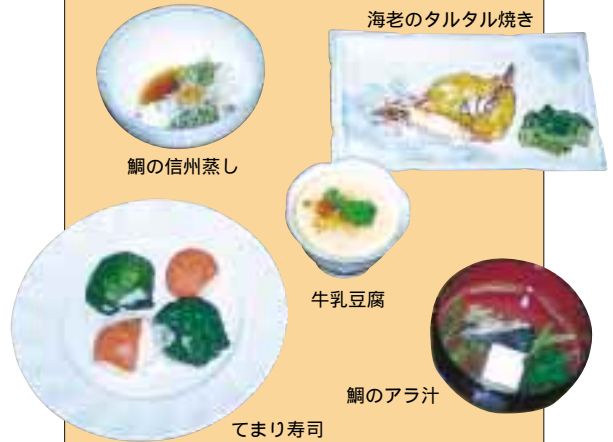 海老のタルタル焼き
鯛の信州蒸し
牛乳豆腐
鯛のアラ汁
てまり寿司